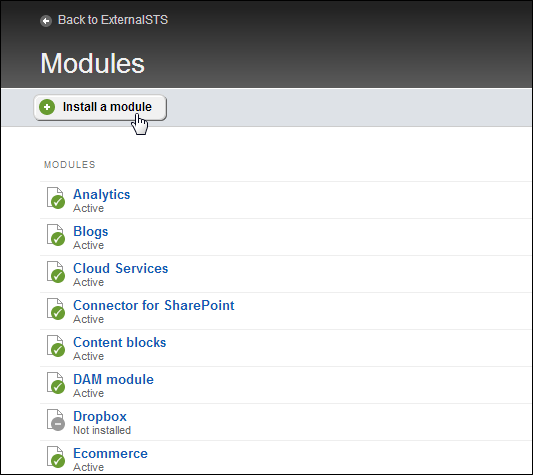 Back to ExternalSTS
Modules
Install a module
MODULES
Analytics
Active
Blogs
Active
Cloud Services
Active
Connector for SharePoint
Active
Content blocks
Active
DAM module
Active
Dropbox
Not installed
Ecommerce
Active